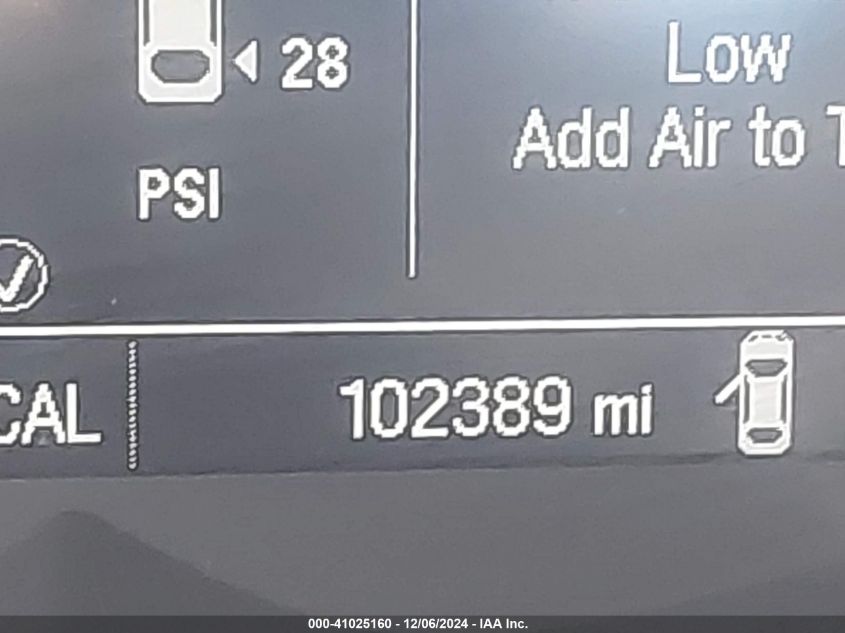 28
PSI
Low
Add Air to
CAL
102389 mi
000-41025160 - 12/06/2024 - IAA Inc.